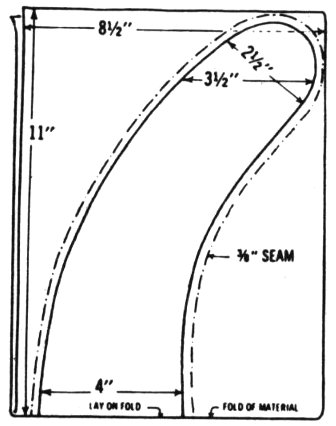 8½"
2½"
3½"
11"
⅜" SEAM
4"
LAY ON FOLD
FOLD OF MATERIAL